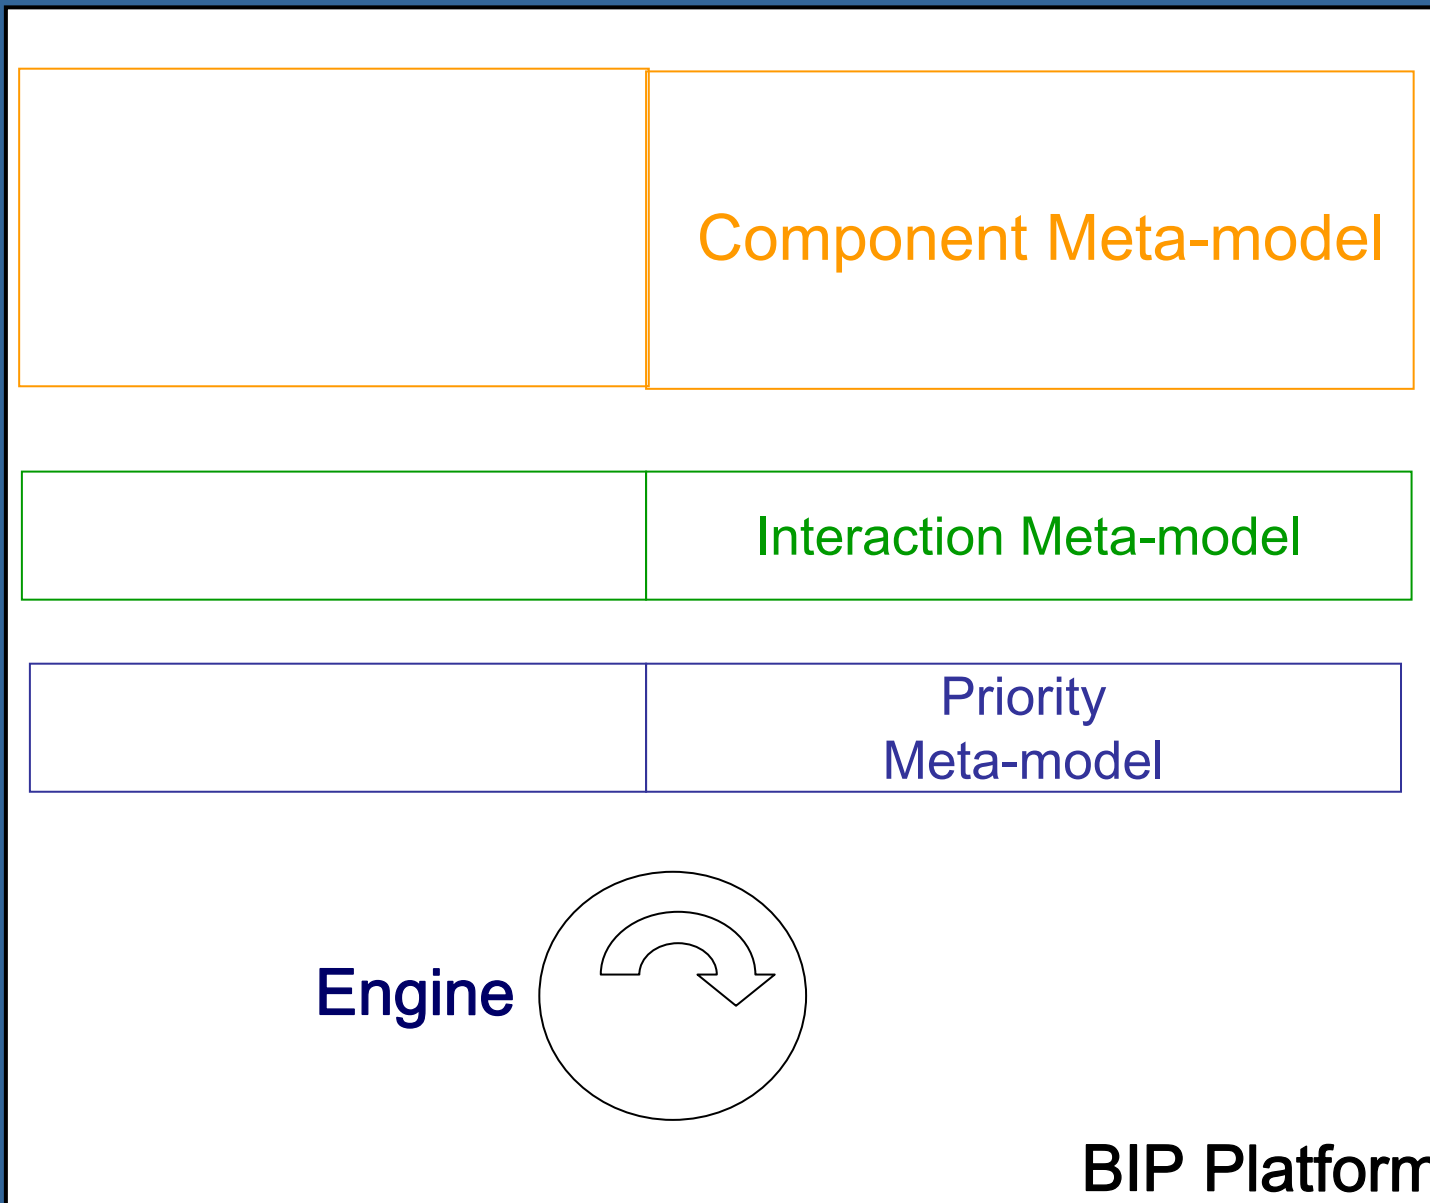 Component Meta-model
Interaction Meta-model
Priority
Meta-model
Engine
BIP Platform